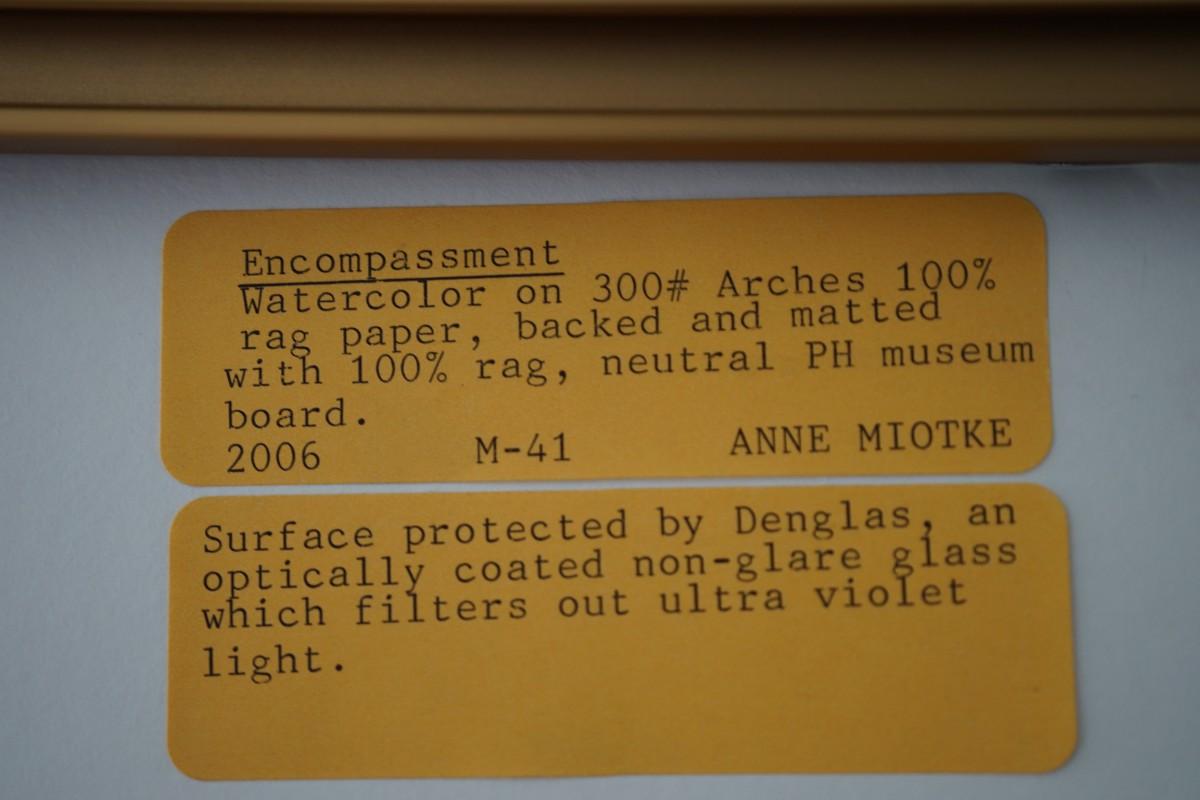 Encompassment
Watercolor on 300# Arches 100%
rag paper, backed and matted
with 100% rag, neutral PH museum
board.
2006 M-41 ANNE MIOTKE
Surface protected by Denglas, an
optically coated non-glare glass
which filters out ultra violet
light.